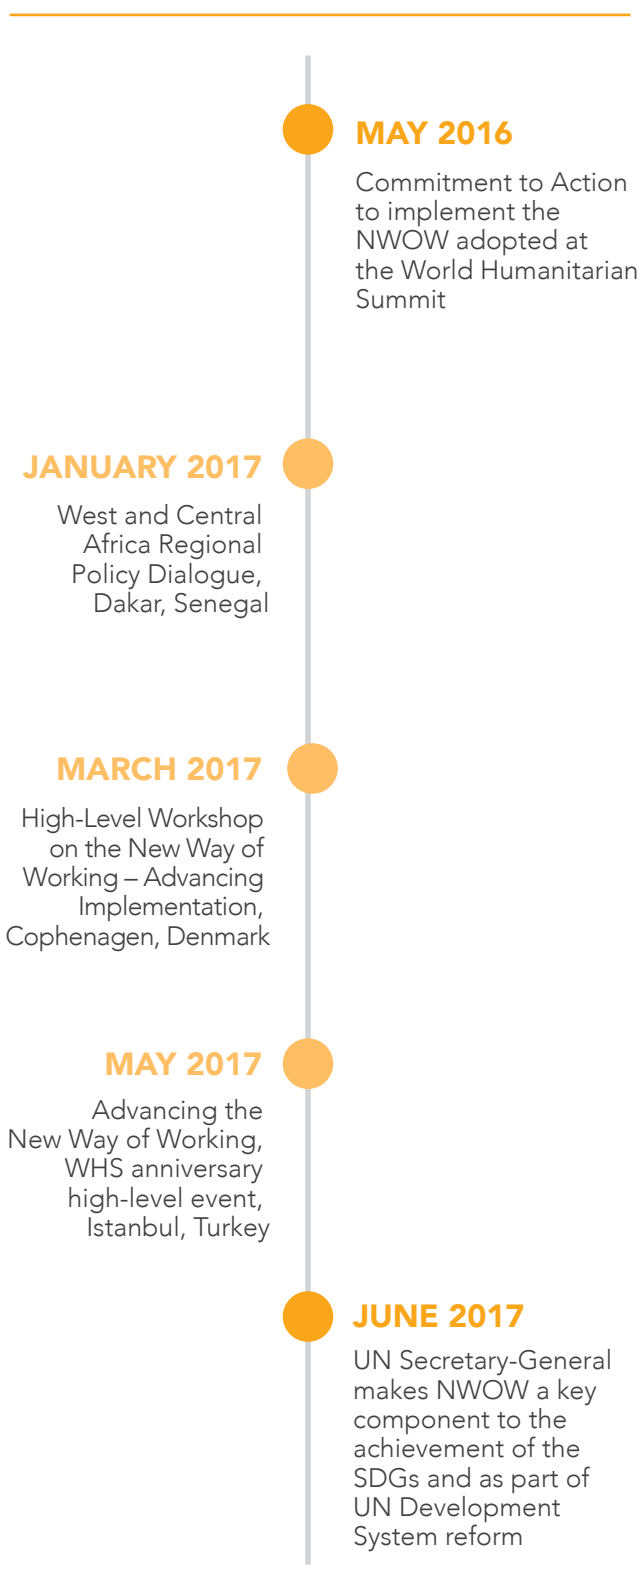 MAY 2016
Commitment to Action
to implement the
NWOW adopted at
the World Humanitarian
Summit
JANUARY 2017
West and Central
Africa Regional
Policy Dialogue,
Dakar, Senegal
MARCH 2017
High-Level Workshop
on the New Way of
Working – Advancing
Implementation,
Cophenagen, Denmark
MAY 2017
Advancing the
New Way of Working,
WHS anniversary
high-level event,
Istanbul, Turkey
JUNE 2017
UN Secretary-General
makes NWOW a key
component to the
achievement of the
SDGs and as part of
UN Development
System reform